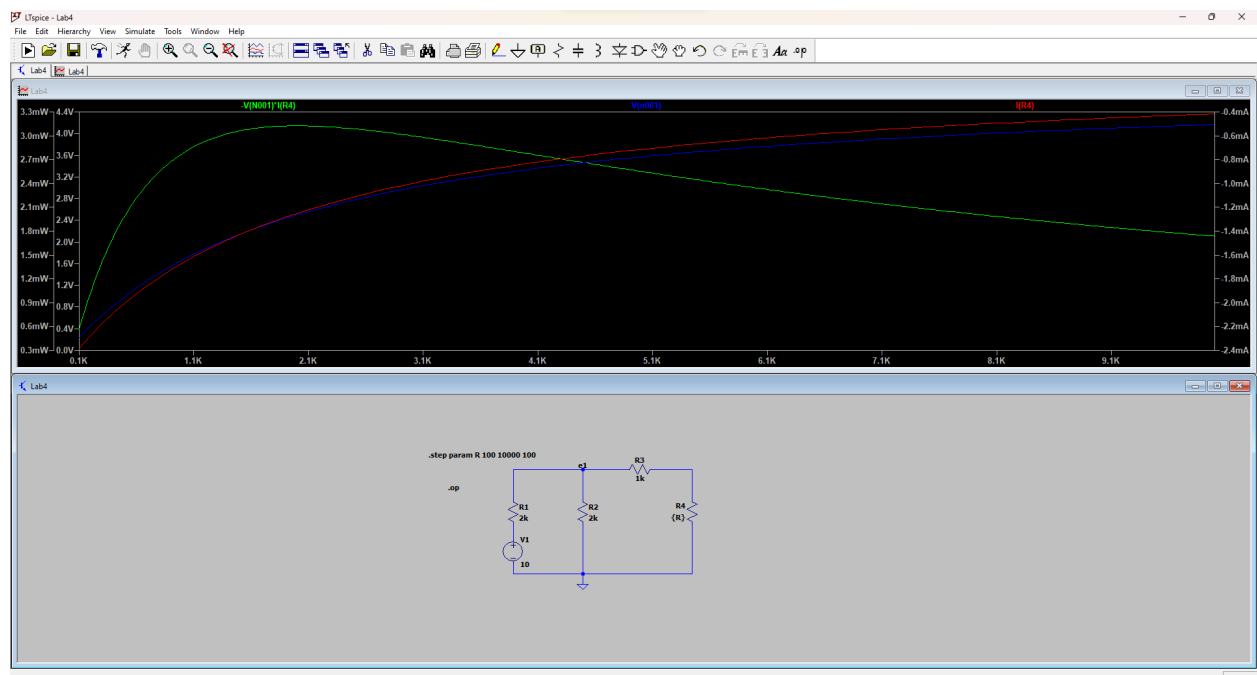 LTspice - Lab4
File Edit Hierarchy View Simulate Tools Window Help
Lab4 Lab4
Lab4
-V(N001)*I(R4) V(n001) I(R4)
3.3mW 4.4V -0.4mA
3.0mW 4.0V -0.6mA
2.7mW 3.6V -0.8mA
2.4mW 3.2V -1.0mA
2.1mW 2.8V -1.2mA
1.8mW 2.4V -1.4mA
1.5mW 2.0V -1.6mA
1.2mW 1.6V -1.8mA
0.9mW 1.2V -2.0mA
0.6mW 0.8V -2.2mA
0.3mW 0.4V -2.4mA
0.0V
0.1K 1.1K 2.1K 3.1K 4.1K 5.1K 6.1K 7.1K 8.1K 9.1K
Lab4
.step param R 100 10000 100
.op
e1
R3
1k
R1
2k
R2
2k
R4
{R}
V1
10